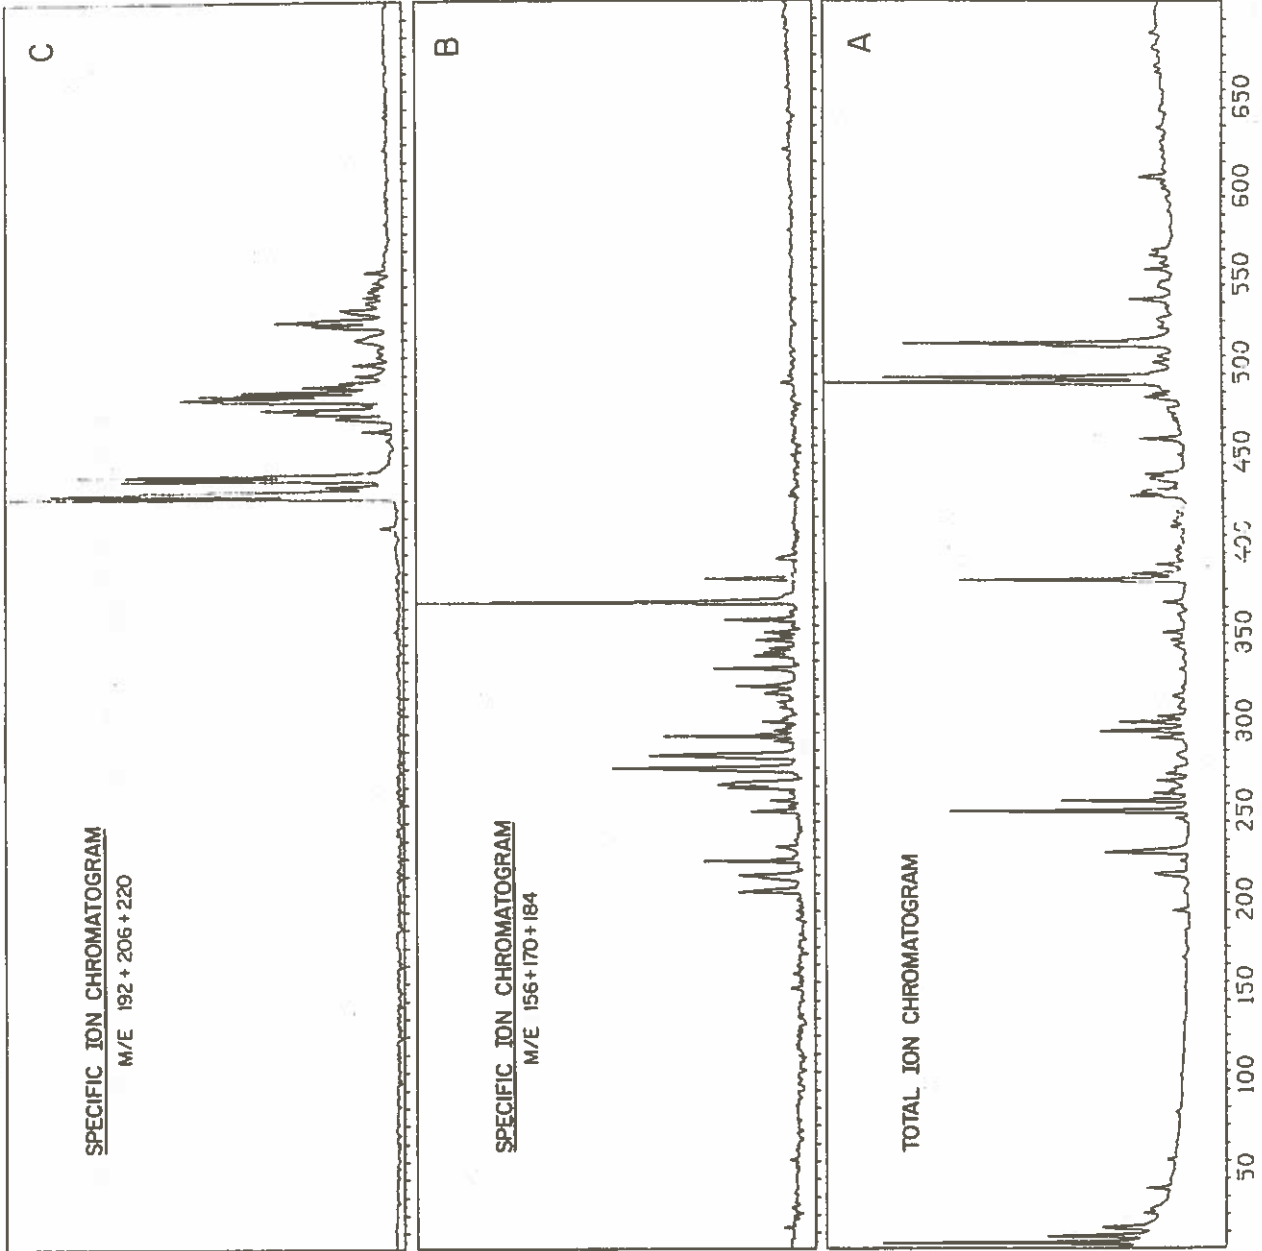 C
SPECIFIC ION CHROMATOGRAM
M/E 192+206+220
B
SPECIFIC ION CHROMATOGRAM
M/E 156+170+184
A
TOTAL ION CHROMATOGRAM
50 100 150 200 250 300 350 400 450 500 550 600 650